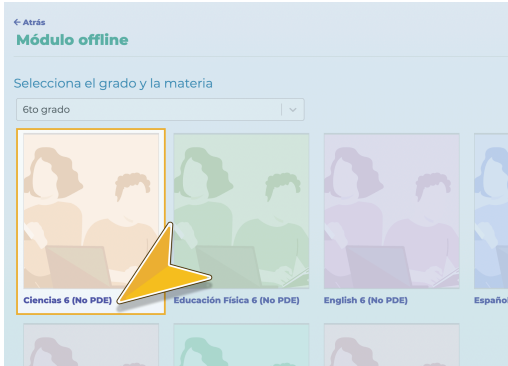 ← Atrás
Módulo offline
Selecciona el grado y la materia
6to grado
Ciencias 6 (No PDE)
Educación Física 6 (No PDE)
English 6 (No PDE)
Español